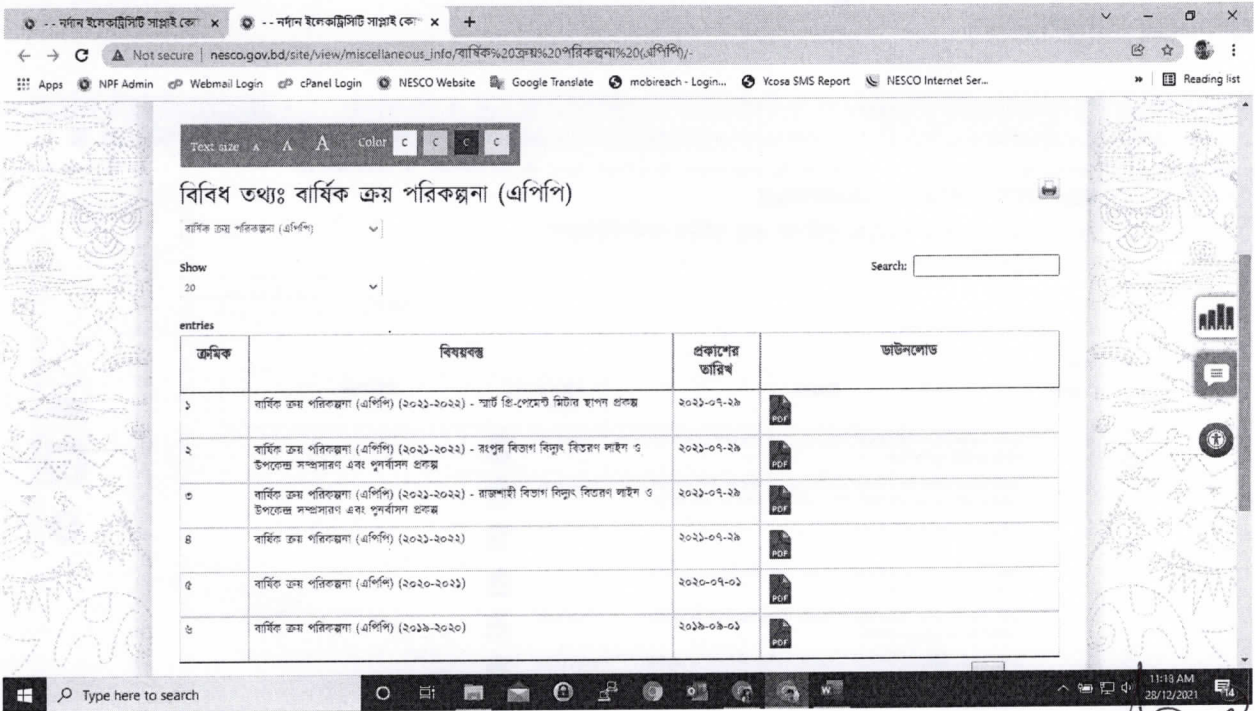 - - নর্দান ইলেকট্রিসিটি সাপ্লাই কো
- - নর্দান ইলেকট্রিসিটি সাপ্লাই কো
Not secure | nesco.gov.bd/site/view/miscellaneous_info/বার্ষিক%20ক্রয়%20পরিকল্পনা%20(এপিপি)/-
Apps NPF Admin Webmail Login cPanel Login NESCO Website Google Translate mobireach - Login... Ycosa SMS Report NESCO Internet Ser... » Reading list
Text size A A A Color C C C C
বিবিধ তথ্যঃ বার্ষিক ক্রয় পরিকল্পনা (এপিপি)
বার্ষিক ক্রয় পরিকল্পনা (এপিপি)
Show
Search:
20
entries
ক্রমিক বিষয়বস্তু প্রকাশের তারিখ ডাউনলোড
১ বার্ষিক ক্রয় পরিকল্পনা (এপিপি) (২০২১-২০২২) - স্মার্ট প্রি-পেমেন্ট মিটার স্থাপন প্রকল্প ২০২১-০৭-২৯ PDF
২ বার্ষিক ক্রয় পরিকল্পনা (এপিপি) (২০২১-২০২২) - রংপুর বিভাগ বিদ্যুৎ বিতরণ লাইন ও ২০২১-০৭-২৯ PDF
উপকেন্দ্র সম্প্রসারণ এবং পুনর্বাসন প্রকল্প
৩ বার্ষিক ক্রয় পরিকল্পনা (এপিপি) (২০২১-২০২২) - রাজশাহী বিভাগ বিদ্যুৎ বিতরণ লাইন ও ২০২১-০৭-২৯ PDF
উপকেন্দ্র সম্প্রসারণ এবং পুনর্বাসন প্রকল্প
৪ বার্ষিক ক্রয় পরিকল্পনা (এপিপি) (২০২১-২০২২) ২০২১-০৭-২৯ PDF
৫ বার্ষিক ক্রয় পরিকল্পনা (এপিপি) (২০২০-২০২১) ২০২০-০৭-০১ PDF
৬ বার্ষিক ক্রয় পরিকল্পনা (এপিপি) (২০১৯-২০২০) ২০১৯-০৯-০১ PDF
Type here to search
11:18 AM
28/12/2021